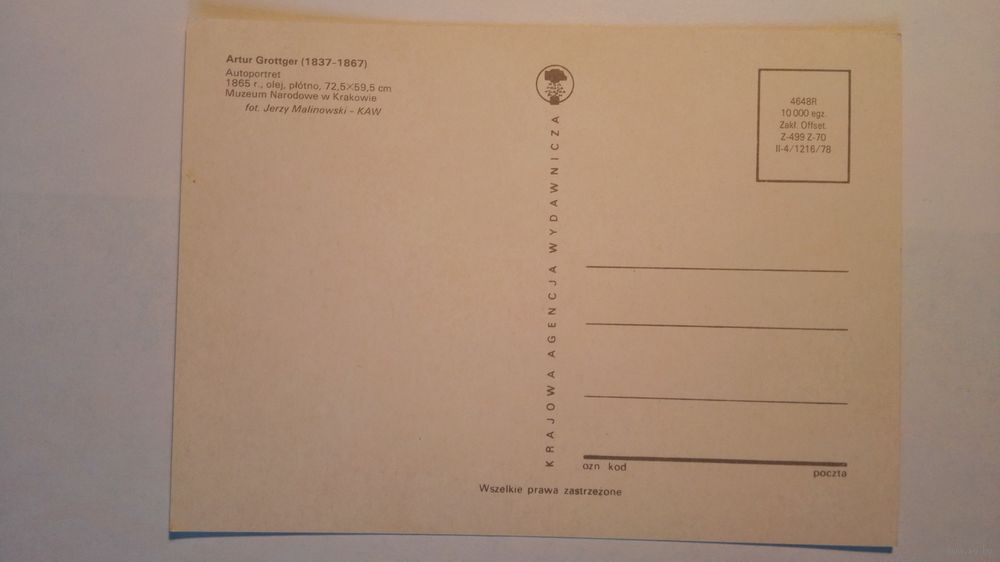 Artur Grottger (1837-1867)
Autoportret
1865 r., olej, płótno, 72,5×59,5 cm
Muzeum Narodowe w Krakowie
fot. Jerzy Malinowski - KAW
KRAJOWA AGENCJA WYDAWNICZA
4648R
10 000 egz.
Zakł. Offset.
Z-499 Z-70
II-4/1216/78
ozn kod
poczta
Wszelkie prawa zastrzeżone